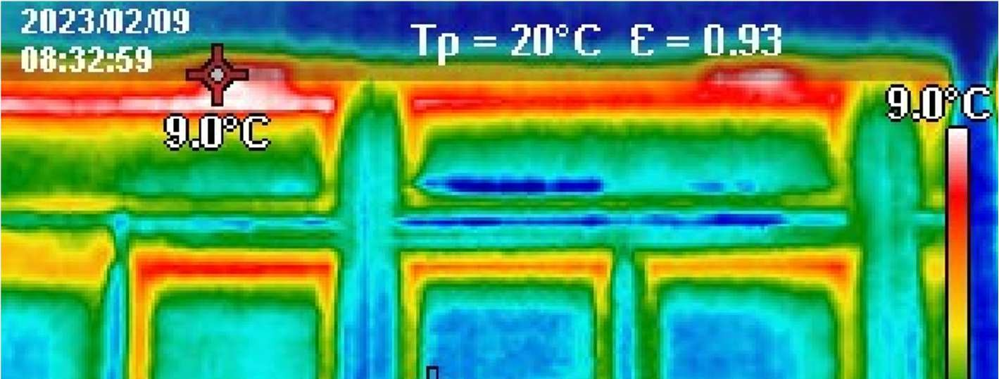 2023/02/09
08:32:59
Tp = 20°C Ɛ = 0.93
9.0°C
9.0°C